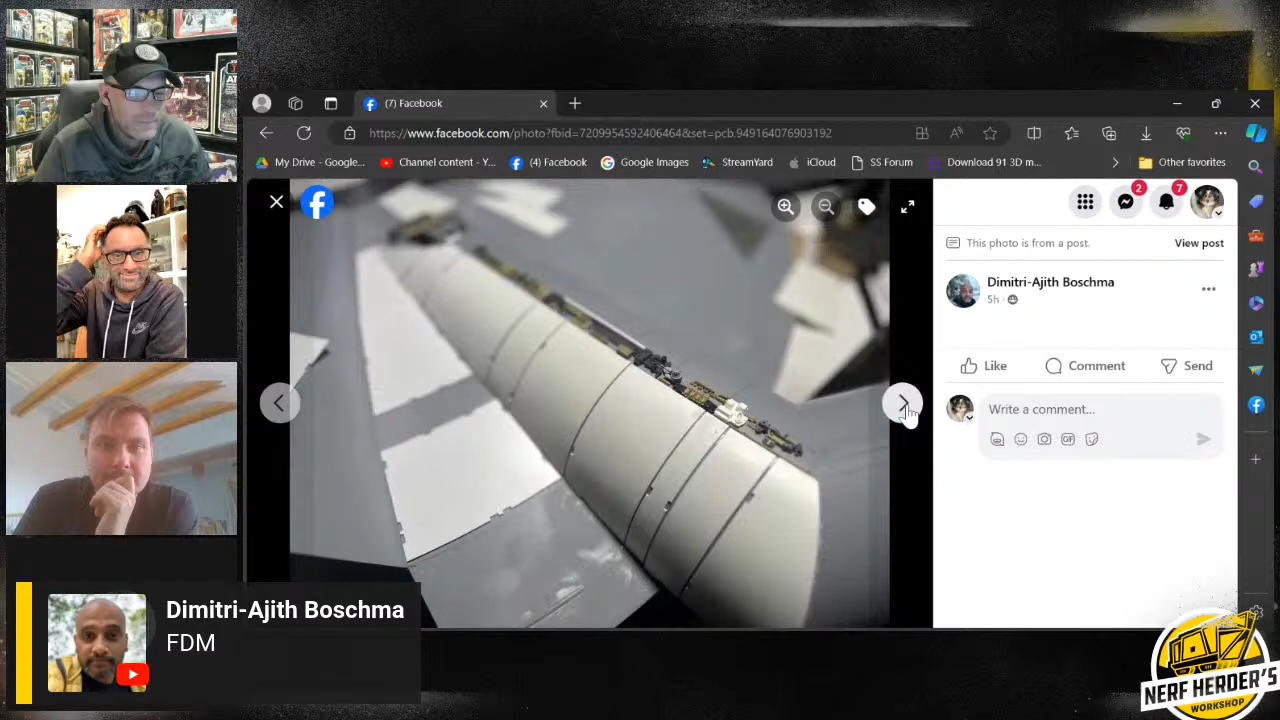 (7) Facebook
https://www.facebook.com/photo?fbid=7209954592406464&set=pcb.949164076903192
My Drive - Google...
Channel content - Y...
(4) Facebook
Google Images
StreamYard
iCloud
SS Forum
Download 91 3D m...
Other favorites
2
7
This photo is from a post.
View post
Dimitri-Ajith Boschma
5h
Like
Comment
Send
Write a comment...
GIF
Dimitri-Ajith Boschma
FDM
NERF HERDER'S
WORKSHOP